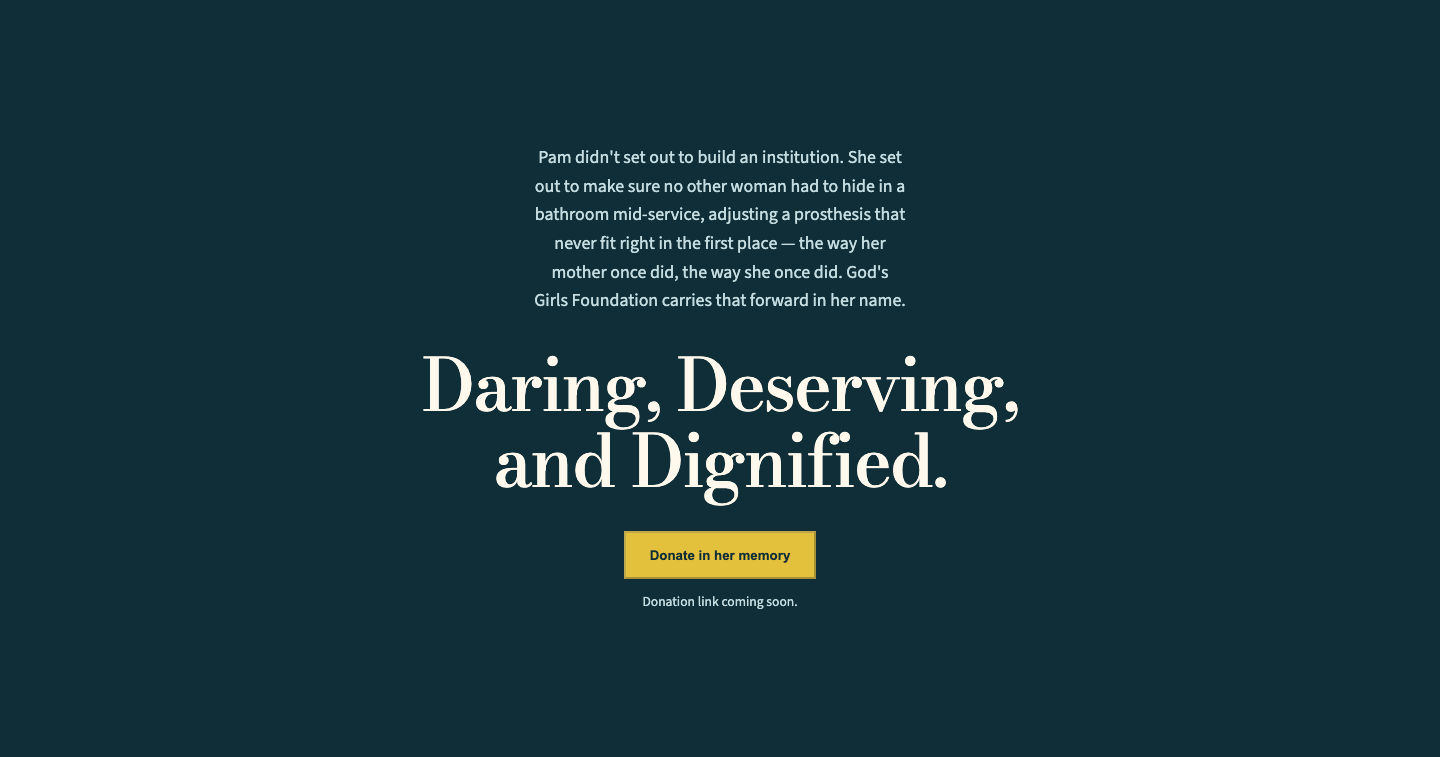 Pam didn't set out to build an institution. She set
out to make sure no other woman had to hide in a
bathroom mid-service, adjusting a prosthesis that
never fit right in the first place — the way her
mother once did, the way she once did. God's
Girls Foundation carries that forward in her name.
Daring, Deserving,
and Dignified.
Donate in her memory
Donation link coming soon.